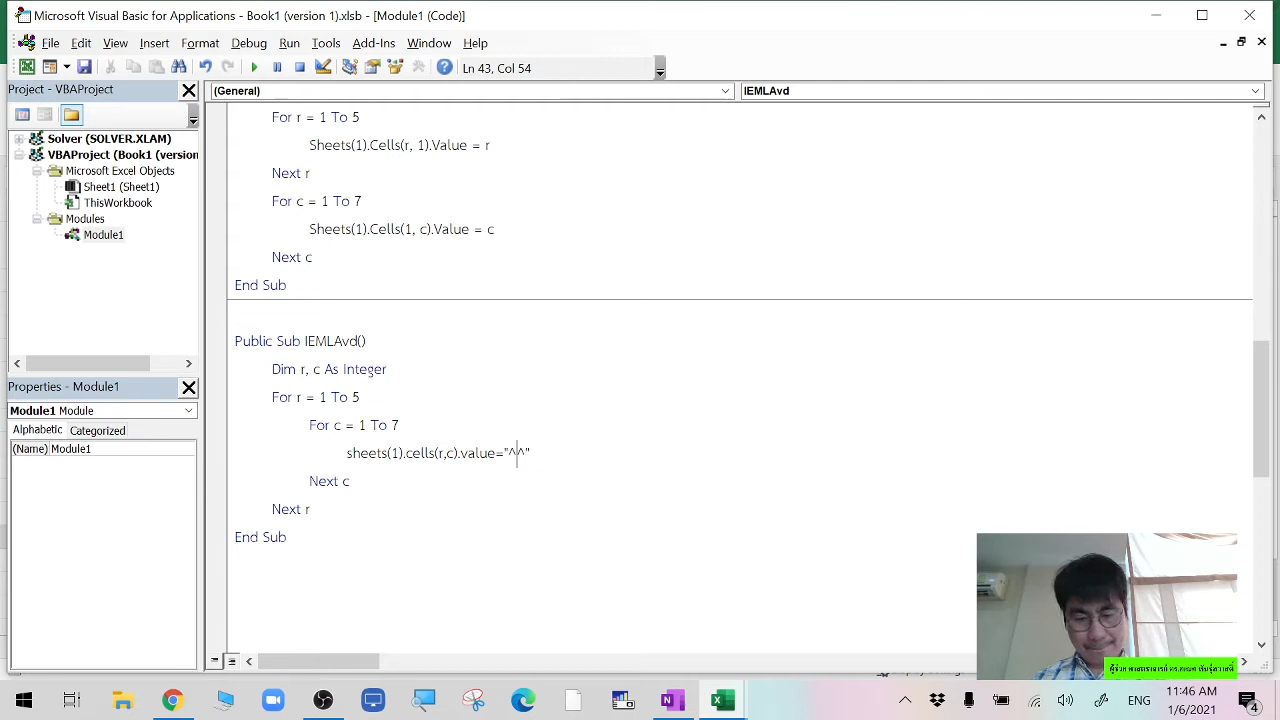 Microsoft Visual Basic for Applications - Book1 (version 1).xlsb - [Module1 (Code)]
File Edit View Insert Format Debug Run Tools Add-Ins Window Help
Ln 43, Col 54
Project - VBAProject
(General)
IEMLAvd
Solver (SOLVER.XLAM)
VBAProject (Book1 (version
Microsoft Excel Objects
Sheet1 (Sheet1)
ThisWorkbook
Modules
Module1
Properties - Module1
Module1 Module
Alphabetic Categorized
(Name) Module1
For r = 1 To 5
Sheets(1).Cells(r, 1).Value = r
Next r
For c = 1 To 7
Sheets(1).Cells(1, c).Value = c
Next c
End Sub
Public Sub IEMLAvd()
Dim r, c As Integer
For r = 1 To 5
For c = 1 To 7
sheets(1).cells(r,c).value="^^"
Next c
Next r
End Sub
ENG
11:46 AM
1/6/2021
4